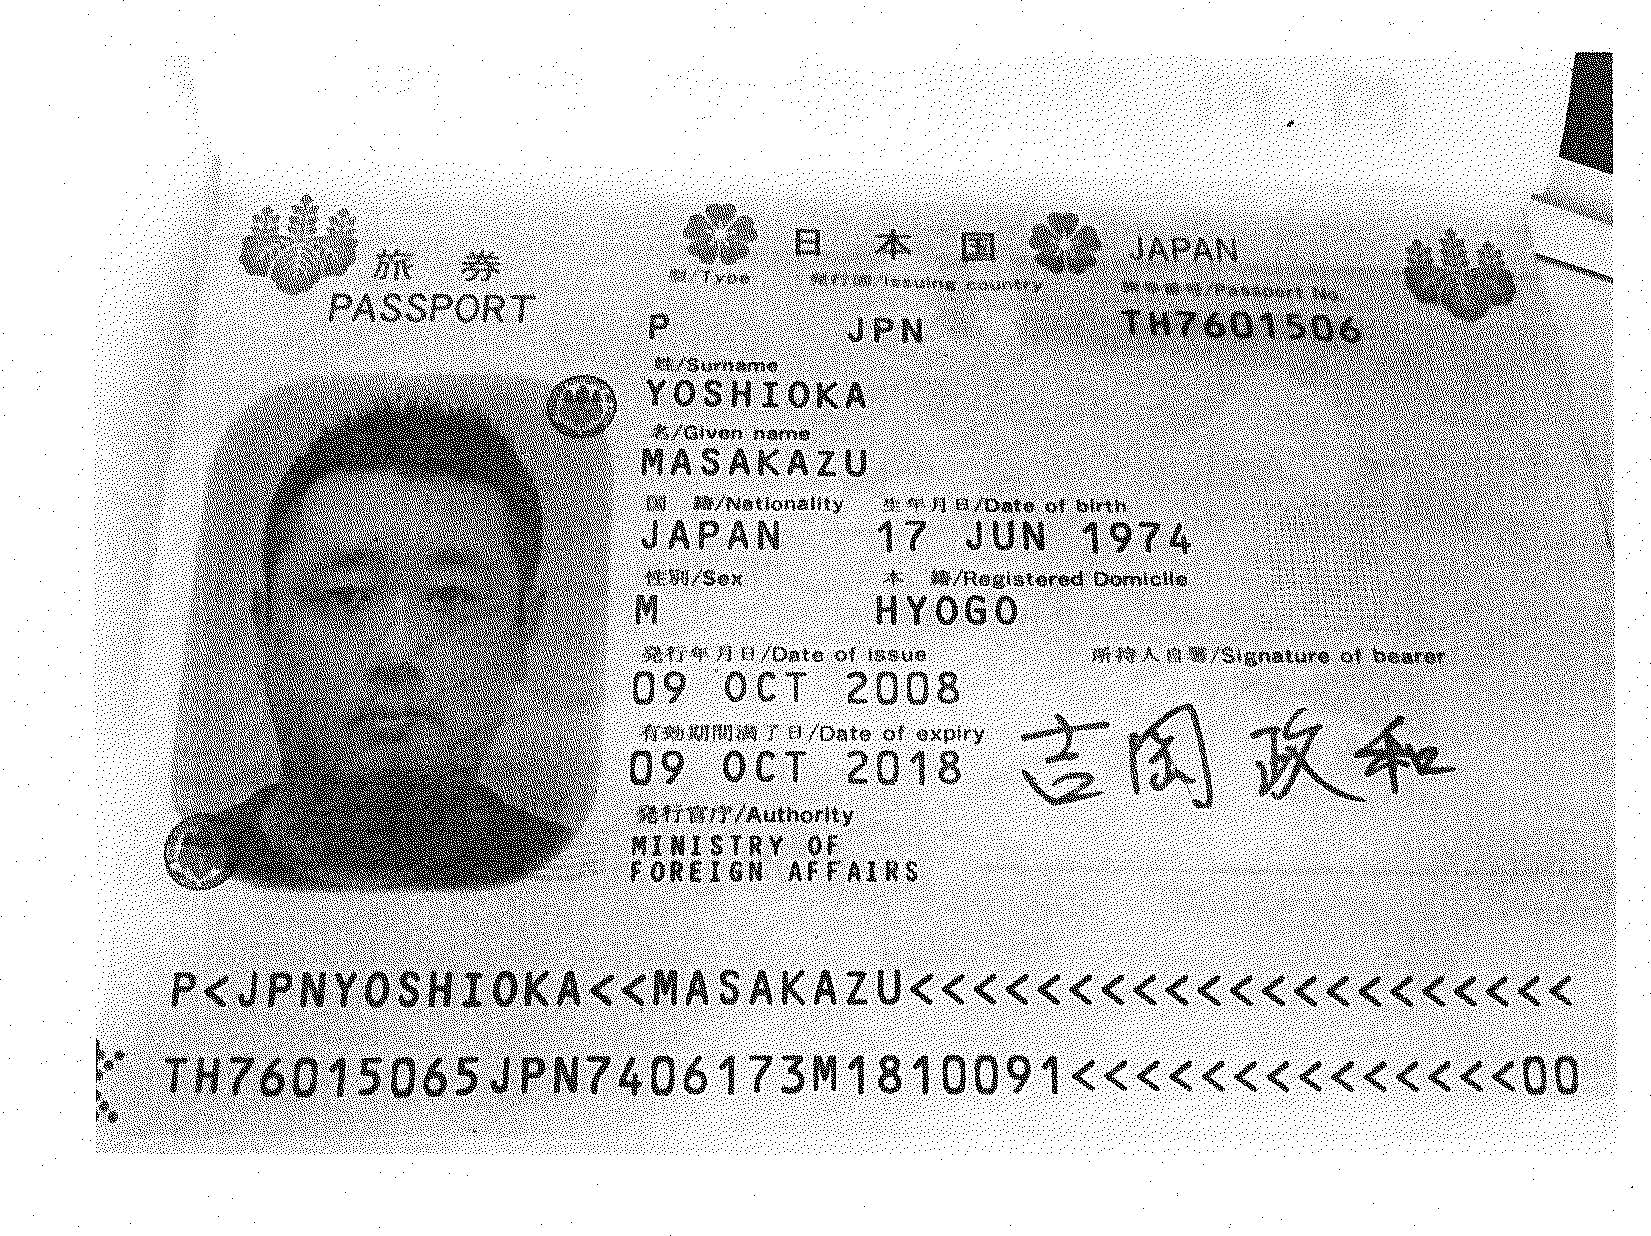 旅 券
PASSPORT
日 本 国 JAPAN
型/Type 発行国/Issuing country 旅券番号/Passport No.
P JPN TH7601506
姓/Surname
YOSHIOKA
名/Given name
MASAKAZU
国 籍/Nationality 生年月日/Date of birth
JAPAN 17 JUN 1974
性別/Sex 本 籍/Registered Domicile
M HYOGO
発行年月日/Date of issue 所持人自署/Signature of bearer
09 OCT 2008
有効期間満了日/Date of expiry
09 OCT 2018 吉岡 政和
発行官庁/Authority
MINISTRY OF
FOREIGN AFFAIRS
P<JPNYOSHIOKA<<MASAKAZU<<<<<<<<<<<<<<<<<<<<<
TH76015065JPN7406173M1810091<<<<<<<<<<<<<<00